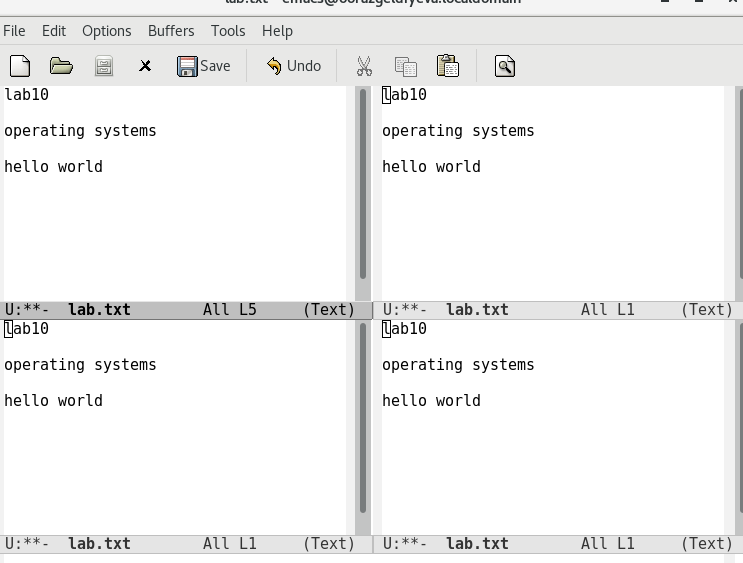 lab.txt - emacs@
File Edit Options Buffers Tools Help
Save Undo
lab10
operating systems
hello world
U:**- lab.txt All L5 (Text)
lab10
operating systems
hello world
U:**- lab.txt All L1 (Text)
lab10
operating systems
hello world
U:**- lab.txt All L1 (Text)
lab10
operating systems
hello world
U:**- lab.txt All L1 (Text)